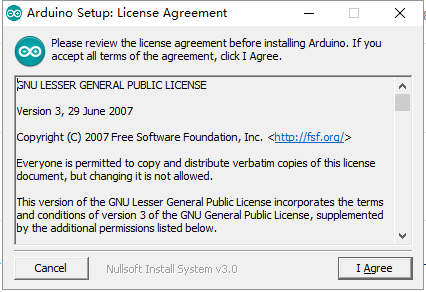 Arduino Setup: License Agreement
Please review the license agreement before installing Arduino. If you
accept all terms of the agreement, click I Agree.
GNU LESSER GENERAL PUBLIC LICENSE
Version 3, 29 June 2007
Copyright (C) 2007 Free Software Foundation, Inc. <http://fsf.org/>
Everyone is permitted to copy and distribute verbatim copies of this license
document, but changing it is not allowed.
This version of the GNU Lesser General Public License incorporates the terms
and conditions of version 3 of the GNU General Public License, supplemented
by the additional permissions listed below.
Cancel
Nullsoft Install System v3.0
I Agree